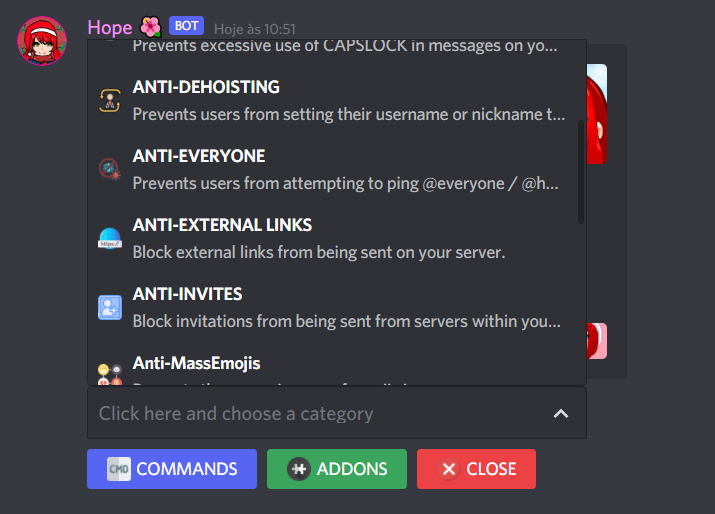 Hope BOT Hoje às 10:51
Prevents excessive use of CAPSLOCK in messages on yo...
ANTI-DEHOISTING
Prevents users from setting their username or nickname t...
ANTI-EVERYONE
Prevents users from attempting to ping @everyone / @h...
ANTI-EXTERNAL LINKS
https://
Block external links from being sent on your server.
ANTI-INVITES
Block invitations from being sent from servers within you...
Anti-MassEmojis
Click here and choose a category
CMD COMMANDS ADDONS CLOSE